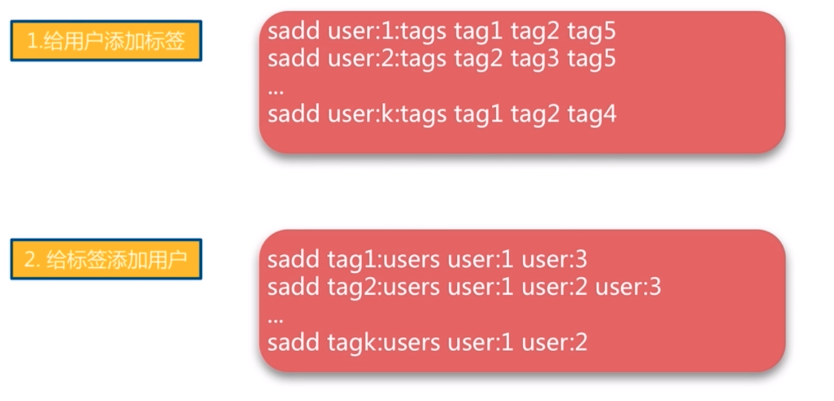 1.给用户添加标签
sadd user:1:tags tag1 tag2 tag5
sadd user:2:tags tag2 tag3 tag5
...
sadd user:k:tags tag1 tag2 tag4
2. 给标签添加用户
sadd tag1:users user:1 user:3
sadd tag2:users user:1 user:2 user:3
...
sadd tagk:users user:1 user:2